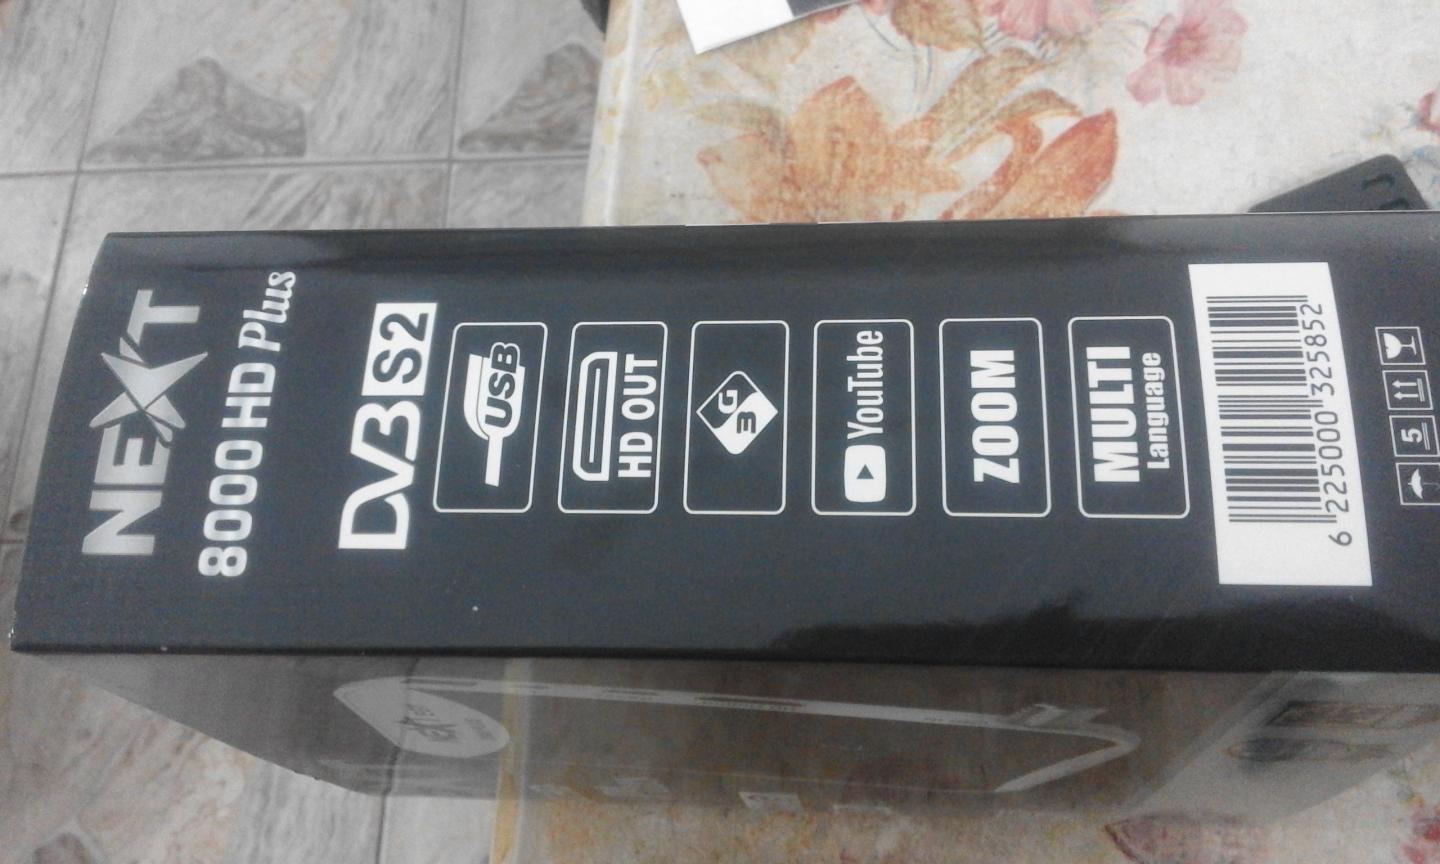 NEXT
8000 HD Plus
DVB S2
USB
HD OUT
3G
YouTube
ZOOM
MULTI
Language
6 225000 325852
5